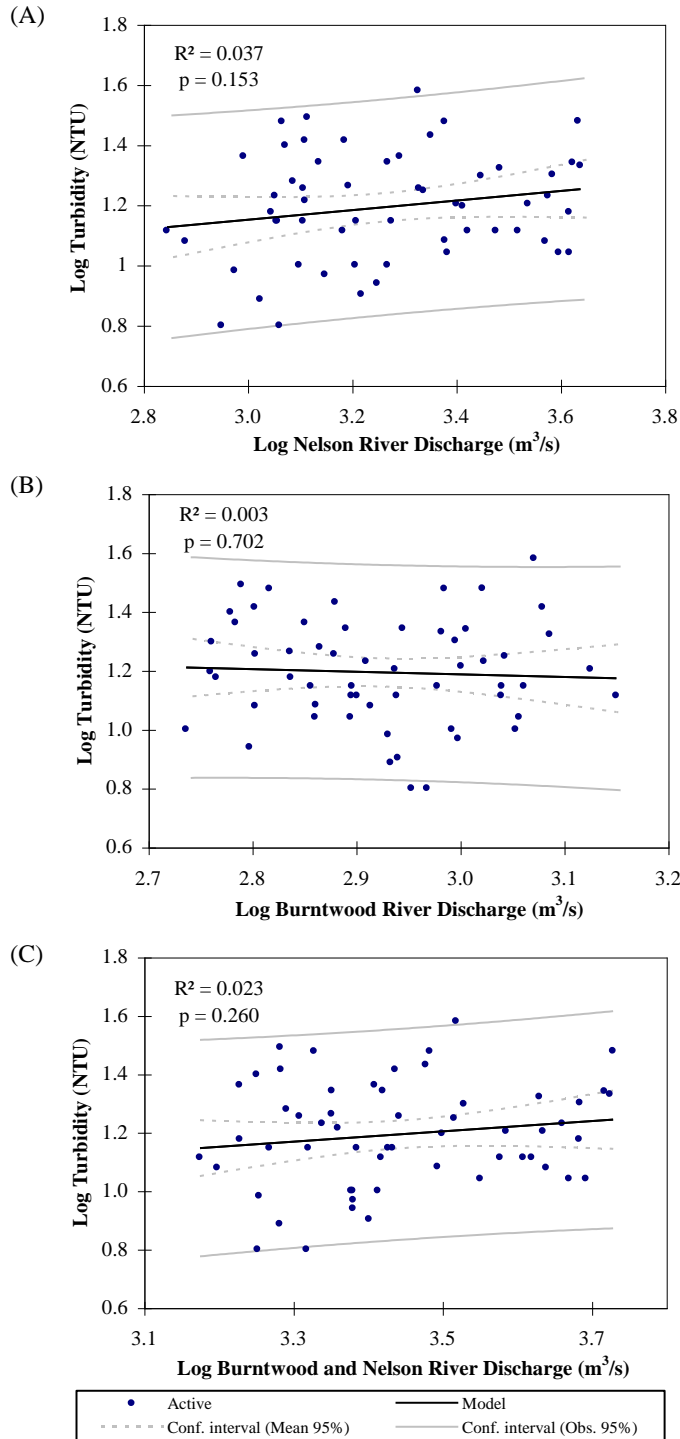 (A)
R² = 0.037
p = 0.153
1.8
1.6
1.4
1.2
1
0.8
0.6
Log Turbidity (NTU)
2.8 3.0 3.2 3.4 3.6 3.8
Log Nelson River Discharge (m³/s)
(B)
R² = 0.003
p = 0.702
1.8
1.6
1.4
1.2
1.0
0.8
0.6
Log Turbidity (NTU)
2.7 2.8 2.9 3.0 3.1 3.2
Log Burntwood River Discharge (m³/s)
(C)
R² = 0.023
p = 0.260
1.8
1.6
1.4
1.2
1.0
0.8
0.6
Log Turbidity (NTU)
3.1 3.3 3.5 3.7
Log Burntwood and Nelson River Discharge (m³/s)
Active Model
Conf. interval (Mean 95%) Conf. interval (Obs. 95%)